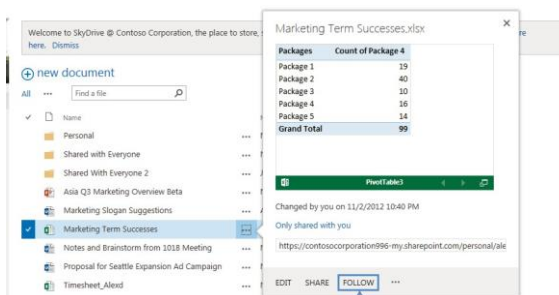 Welcome to SkyDrive @ Contoso Corporation, the place to store,
here. Dismiss
new document
All ... Find a file
Name
Personal ...
Shared with Everyone ...
Shared With Everyone 2 ...
Asia Q3 Marketing Overview Beta ...
Marketing Slogan Suggestions ...
Marketing Term Successes ...
Notes and Brainstorm from 1018 Meeting ...
Proposal for Seattle Expansion Ad Campaign ...
Timesheet_Alexd ...
Marketing Term Successes.xlsx
Packages Count of Package 4
Package 1 19
Package 2 40
Package 3 10
Package 4 16
Package 5 14
Grand Total 99
PivotTable3
Changed by you on 11/2/2012 10:40 PM
Only shared with you
https://contosocorporation996-my.sharepoint.com/personal/ale
EDIT SHARE FOLLOW ...